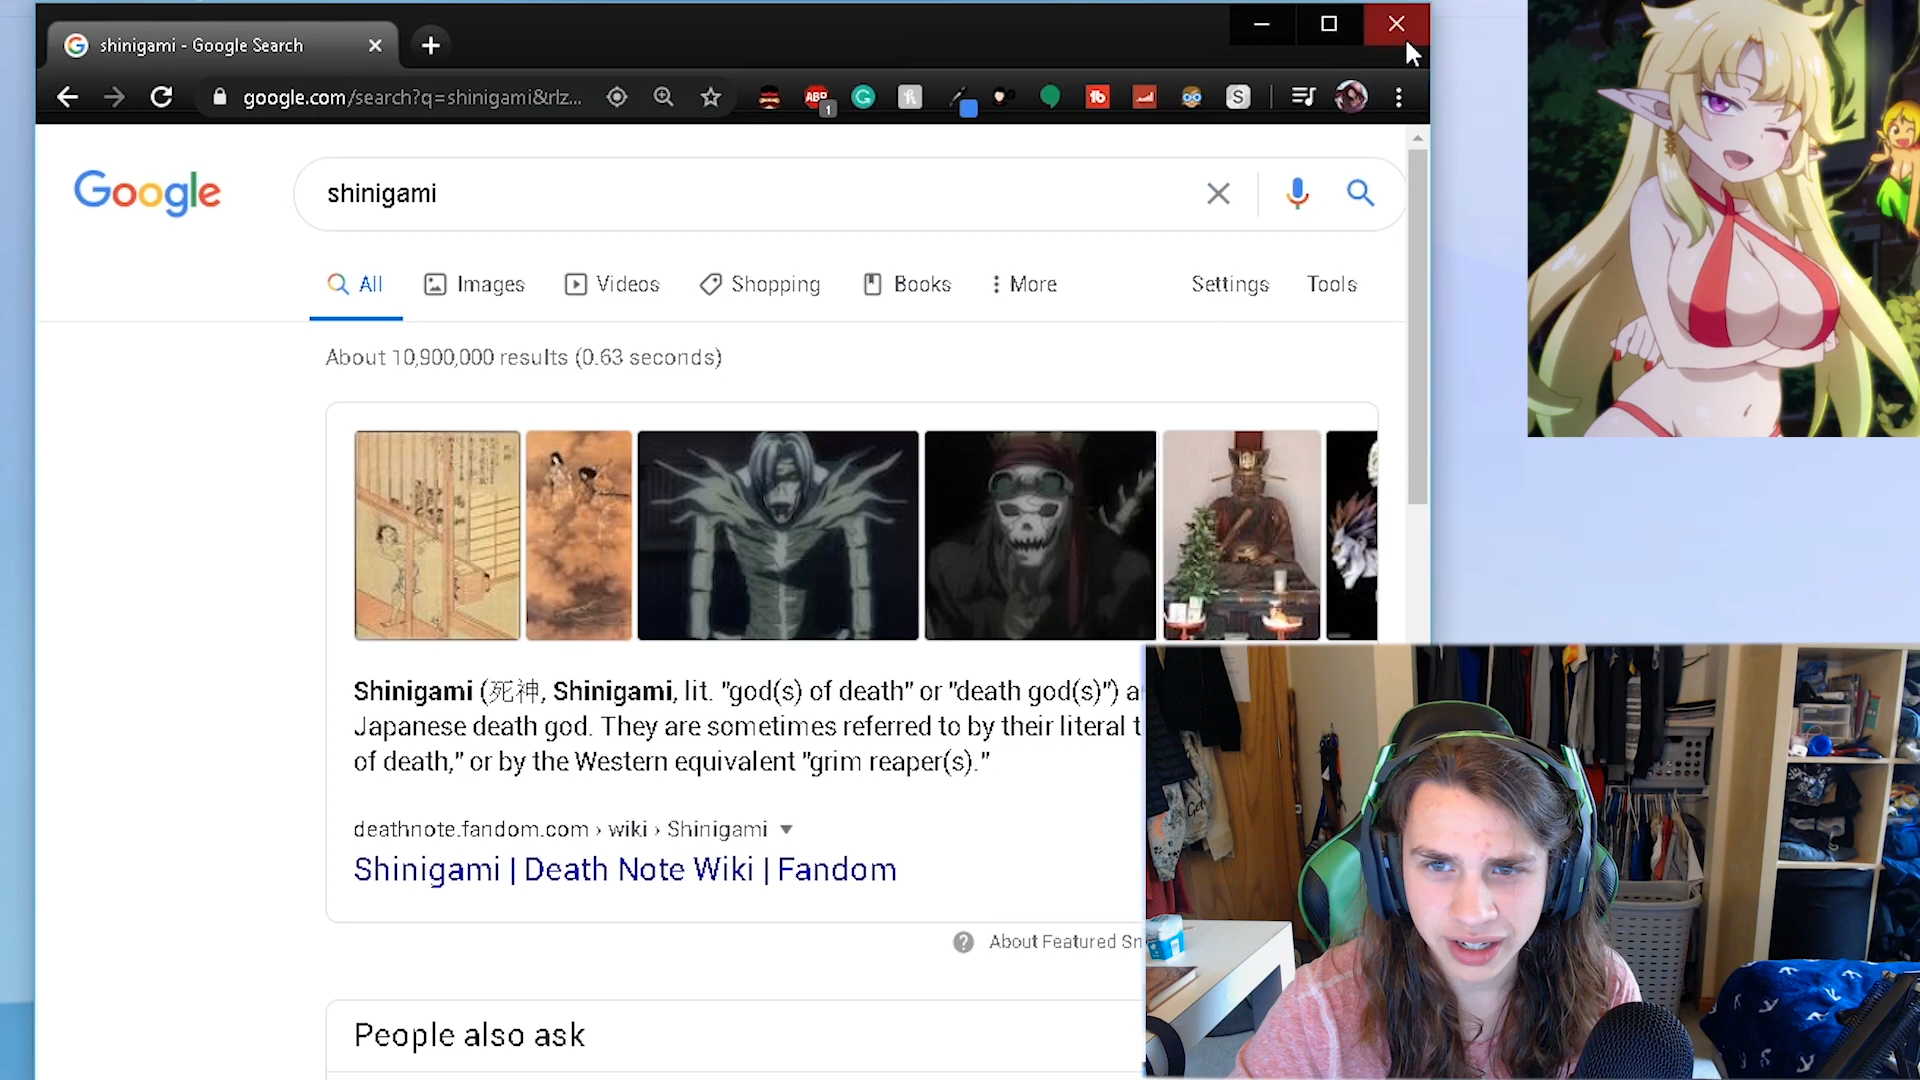 shinigami - Google Search
google.com/search?q=shinigami&rlz...
ABP
1
G
tb
S
Google
shinigami
All
Images
Videos
Shopping
Books
More
Settings
Tools
About 10,900,000 results (0.63 seconds)
Shinigami (死神, Shinigami, lit. "god(s) of death" or "death god(s)") a
Japanese death god. They are sometimes referred to by their literal t
of death," or by the Western equivalent "grim reaper(s)."
deathnote.fandom.com › wiki › Shinigami
Shinigami | Death Note Wiki | Fandom
About Featured Sn
People also ask